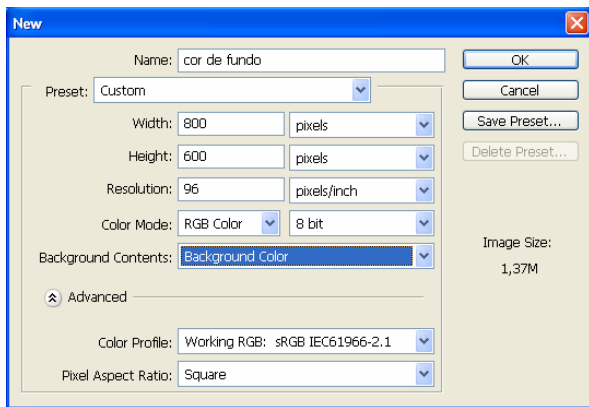 New
Name: cor de fundo
OK
Preset: Custom
Cancel
Width: 800 pixels
Save Preset...
Height: 600 pixels
Delete Preset...
Resolution: 96 pixels/inch
Color Mode: RGB Color 8 bit
Image Size:
Background Contents: Background Color
1,37M
Advanced
Color Profile: Working RGB: sRGB IEC61966-2.1
Pixel Aspect Ratio: Square